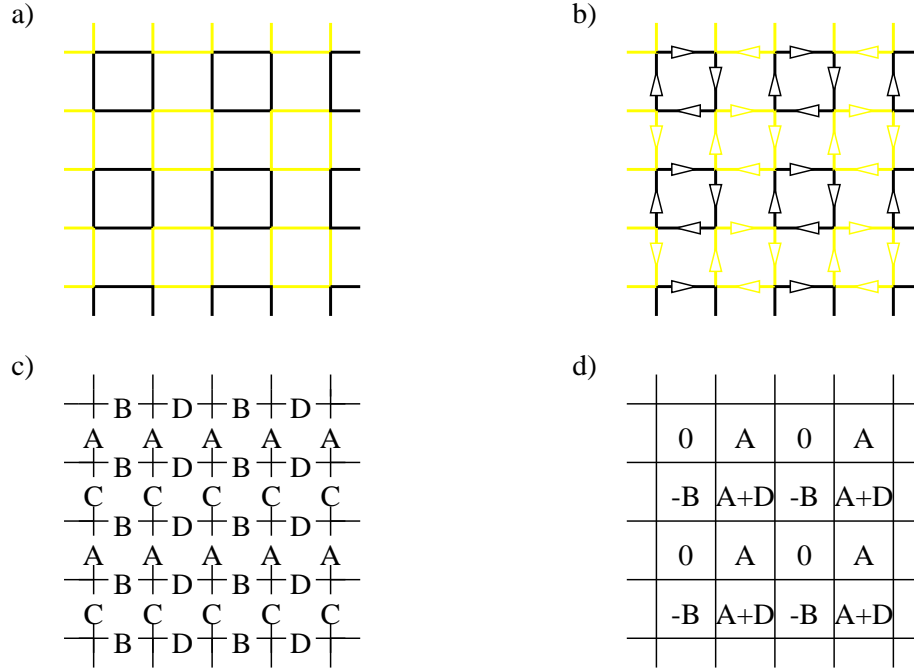 a)
b)
c)
B D B D
A A A A A
B D B D
C C C C C
B D B D
A A A A A
B D B D
C C C C C
B D B D
d)
0 A 0 A
-B A+D -B A+D
0 A 0 A
-B A+D -B A+D